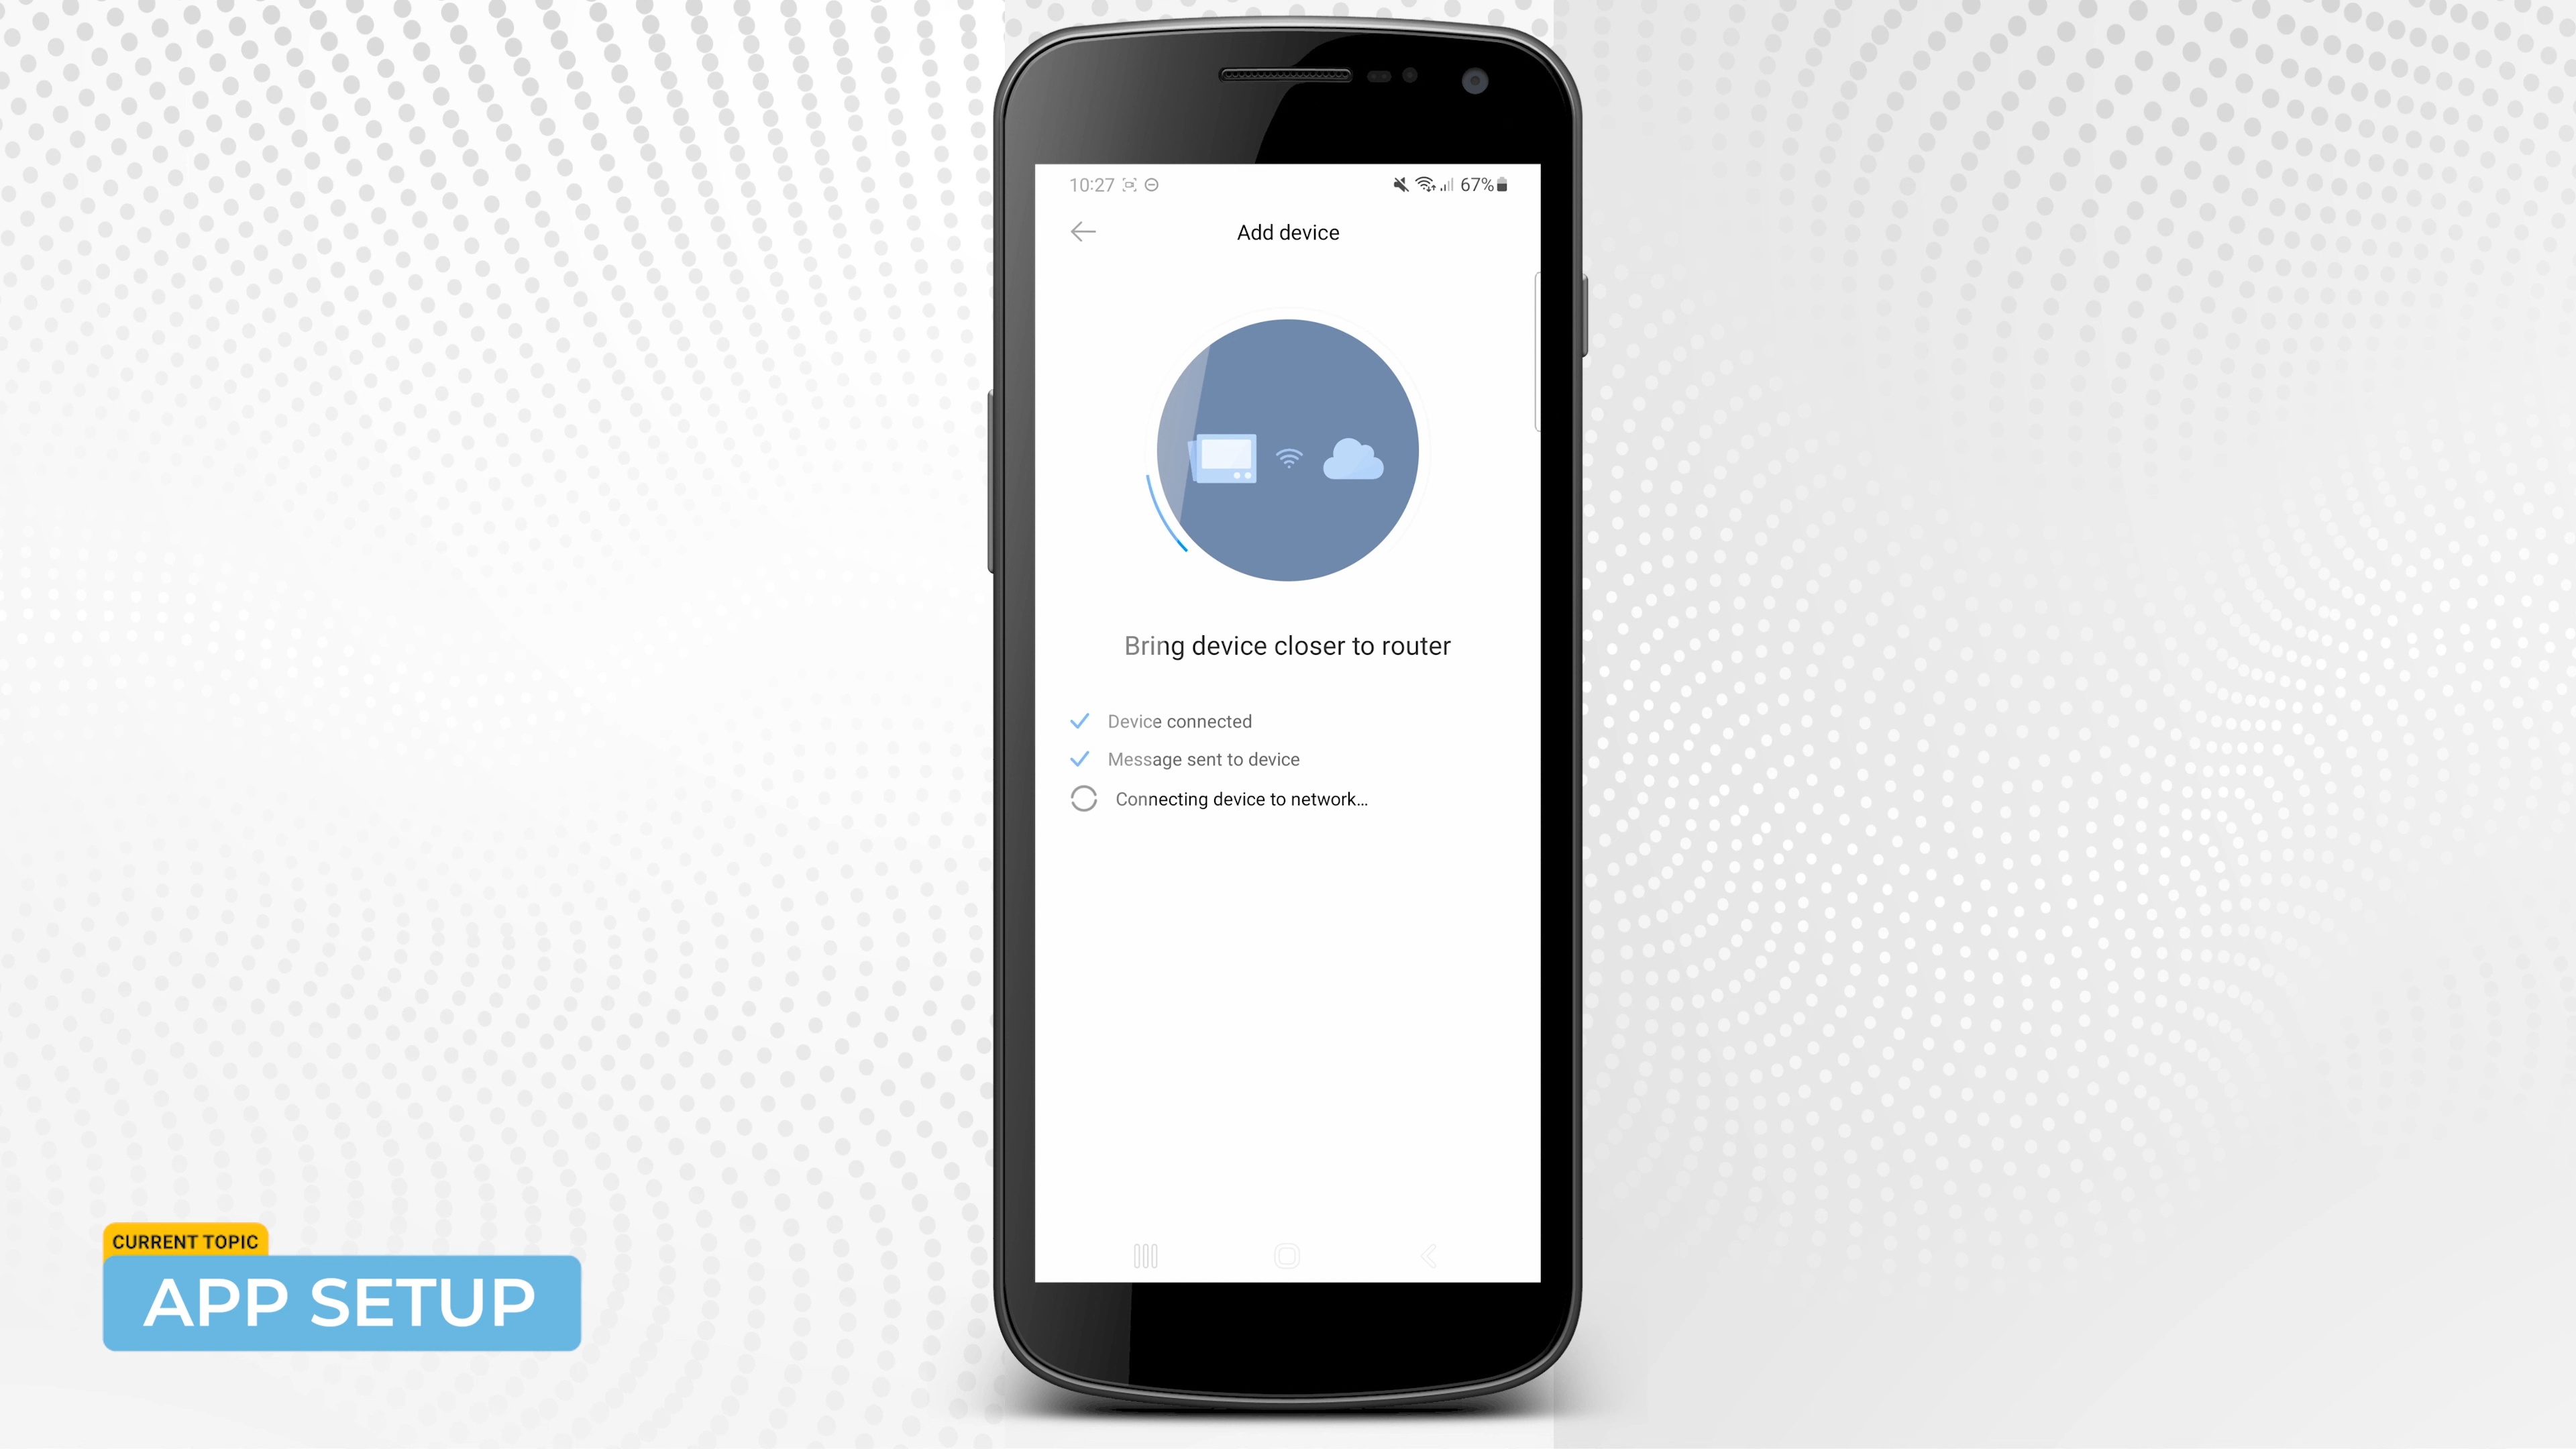 10:27
67%
Add device
Bring device closer to router
Device connected
Message sent to device
Connecting device to network...
CURRENT TOPIC
APP SETUP